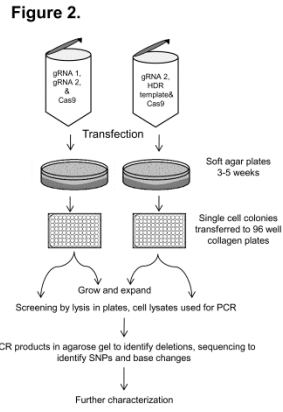 Figure 2.
gRNA 1,
gRNA 2,
&
Cas9
gRNA 2,
HDR
template&
Cas9
Transfection
Soft agar plates
3-5 weeks
Single cell colonies
transferred to 96 well
collagen plates
Grow and expand
Screening by lysis in plates, cell lysates used for PCR
CR products in agarose gel to identify deletions, sequencing to
identify SNPs and base changes
Further characterization